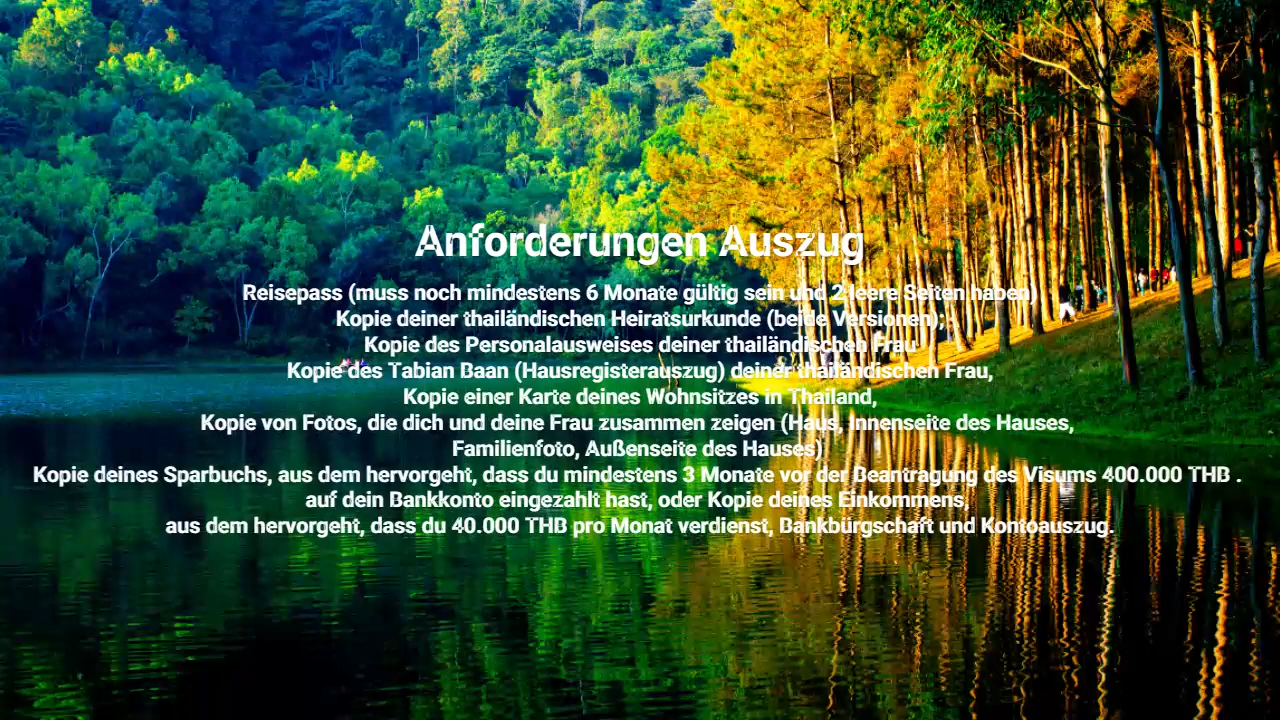 Anforderungen Auszug
Reisepass (muss noch mindestens 6 Monate gültig sein und 2 leere Seiten haben)
Kopie deiner thailändischen Heiratsurkunde (beide Versionen);
Kopie des Personalausweises deiner thailändischen Frau
Kopie des Tabian Baan (Hausregisterauszug) deiner thailändischen Frau,
Kopie einer Karte deines Wohnsitzes in Thailand,
Kopie von Fotos, die dich und deine Frau zusammen zeigen (Haus, Innenseite des Hauses,
Familienfoto, Außenseite des Hauses)
Kopie deines Sparbuchs, aus dem hervorgeht, dass du mindestens 3 Monate vor der Beantragung des Visums 400.000 THB .
auf dein Bankkonto eingezahlt hast, oder Kopie deines Einkommens,
aus dem hervorgeht, dass du 40.000 THB pro Monat verdienst, Bankbürgschaft und Kontoauszug.